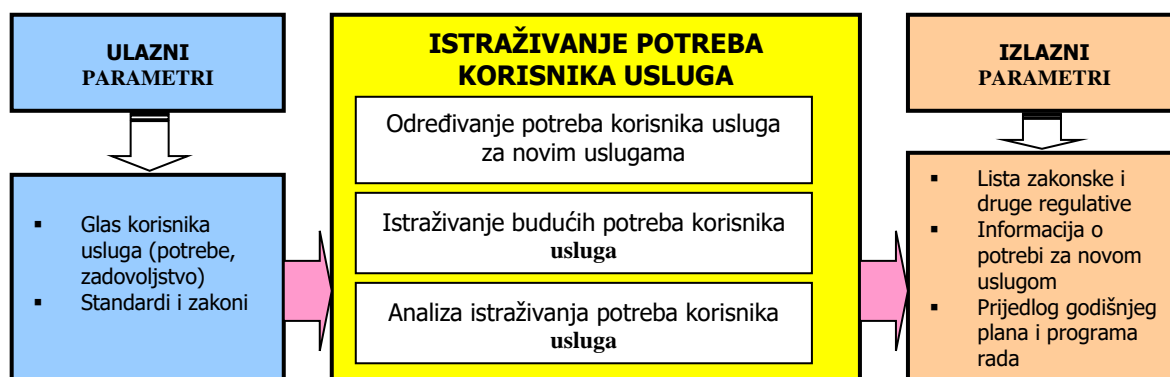 ULAZNI
PARAMETRI
▪ Glas korisnika
usluga (potrebe,
zadovoljstvo)
▪ Standardi i zakoni
ISTRAŽIVANJE POTREBA
KORISNIKA USLUGA
Određivanje potreba korisnika usluga
za novim uslugama
Istraživanje budućih potreba korisnika
usluga
Analiza istraživanja potreba korisnika
usluga
IZLAZNI
PARAMETRI
▪ Lista zakonske i
druge regulative
▪ Informacija o
potrebi za novom
uslugom
▪ Prijedlog godišnjeg
plana i programa
rada